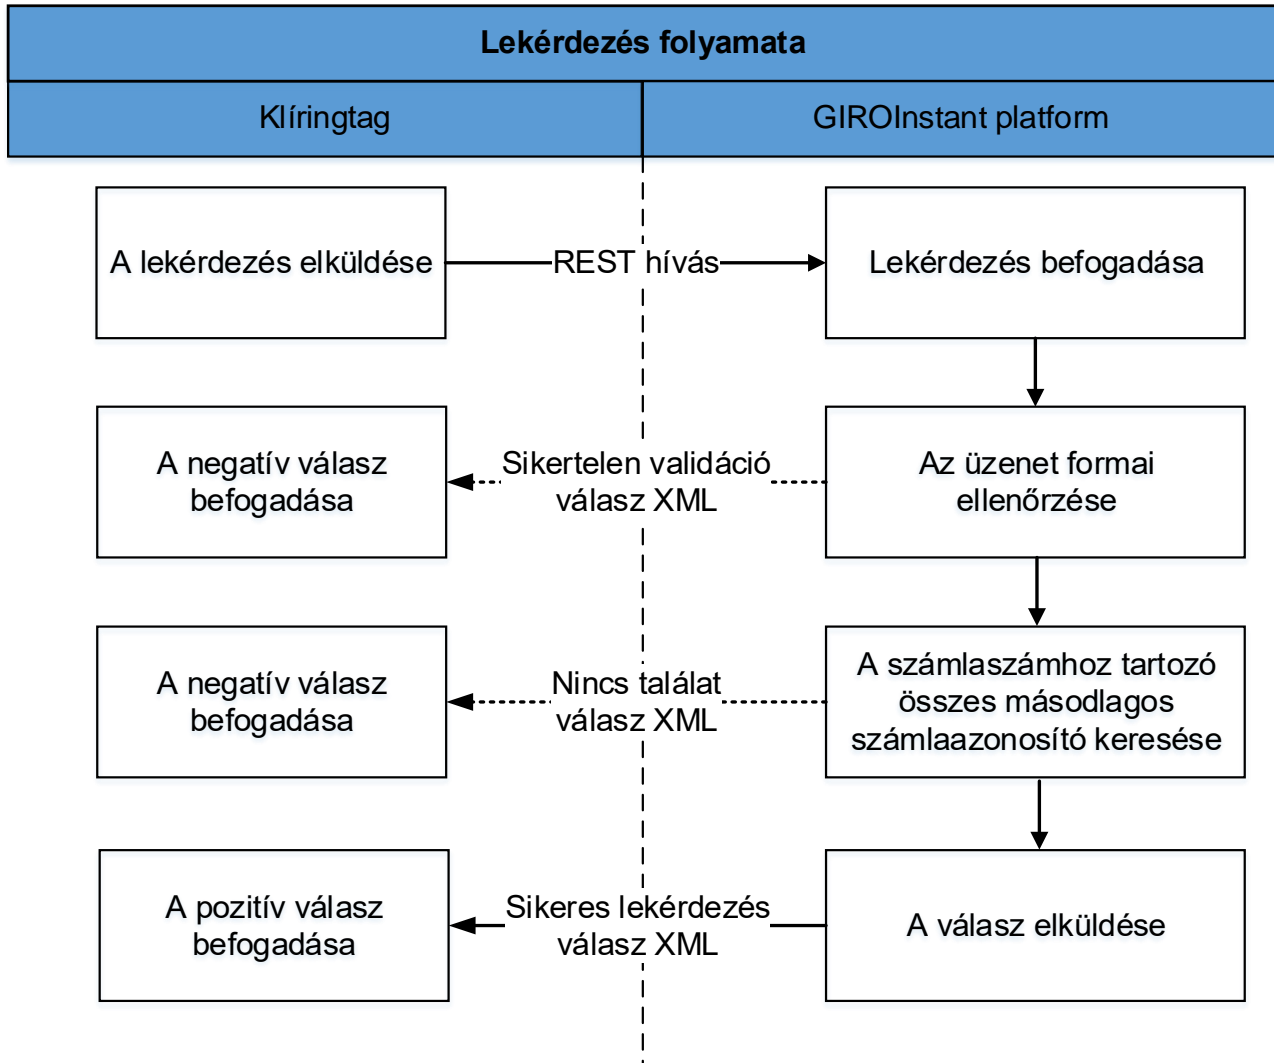 Lekérdezés folyamata
Klíringtag
GIROInstant platform
A lekérdezés elküldése
REST hívás
Lekérdezés befogadása
A negatív válasz
befogadása
Sikertelen validáció
válasz XML
Az üzenet formai
ellenőrzése
A negatív válasz
befogadása
Nincs találat
válasz XML
A számlaszámhoz tartozó
összes másodlagos
számlaazonosító keresése
A pozitív válasz
befogadása
Sikeres lekérdezés
válasz XML
A válasz elküldése